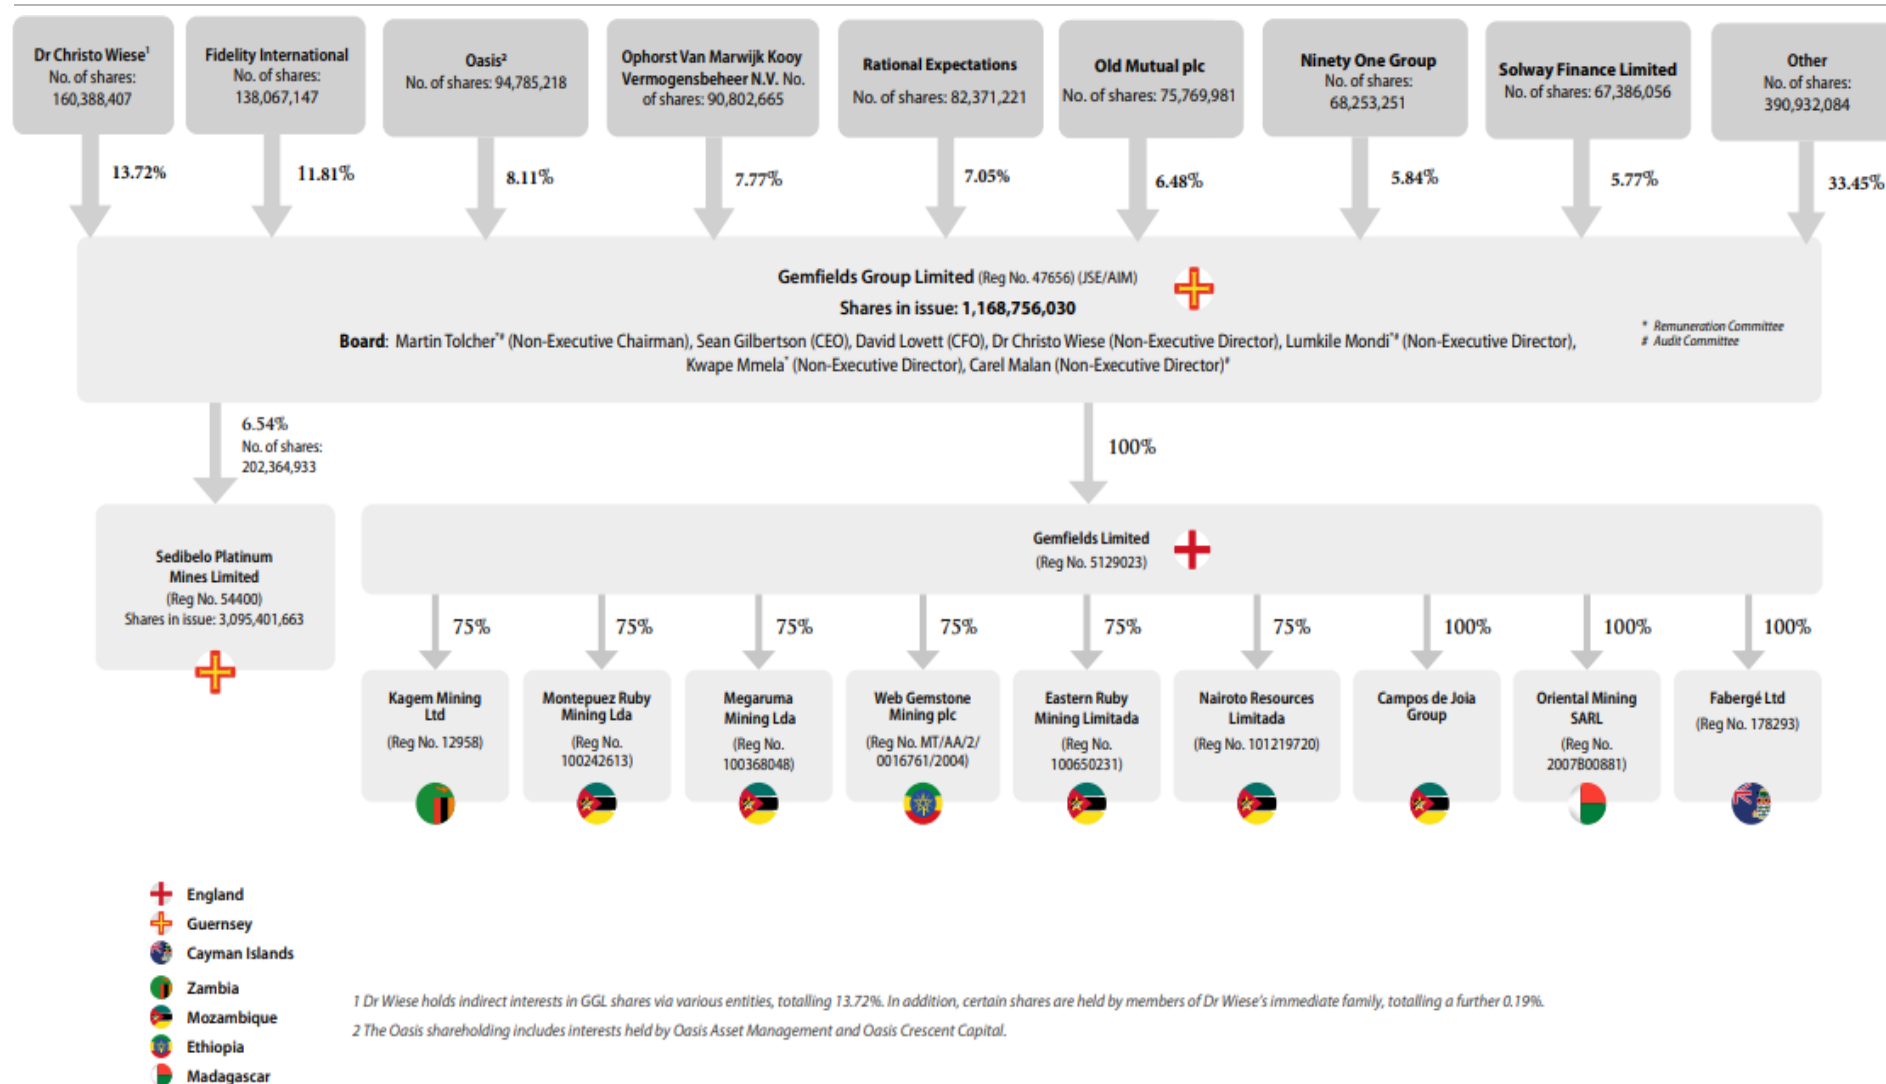 Dr Christo Wiese1
No. of shares:
160,388,407
Fidelity International
No. of shares:
138,067,147
Oasis2
No. of shares: 94,785,218
Ophorst Van Marwijk Kooy
Vermogensbeheer N.V. No.
of shares: 90,802,665
Rational Expectations
No. of shares: 82,371,221
Old Mutual plc
No. of shares: 75,769,981
Ninety One Group
No. of shares:
68,253,251
Solway Finance Limited
No. of shares: 67,386,056
Other
No. of shares:
390,932,084
13.72%
11.81%
8.11%
7.77%
7.05%
6.48%
5.84%
5.77%
33.45%
Gemfields Group Limited (Reg No. 47656) (JSE/AIM)
Shares in issue: 1,168,756,030
Board: Martin Tolcher*# (Non-Executive Chairman), Sean Gilbertson (CEO), David Lovett (CFO), Dr Christo Wiese (Non-Executive Director), Lumkile Mondi*# (Non-Executive Director),
Kwape Mmela* (Non-Executive Director), Carel Malan (Non-Executive Director)#
* Remuneration Committee
# Audit Committee
6.54%
No. of shares:
202,364,933
100%
Sedibelo Platinum
Mines Limited
(Reg No. 54400)
Shares in issue: 3,095,401,663
Gemfields Limited
(Reg No. 5129023)
75%
75%
75%
75%
75%
75%
100%
100%
100%
Kagem Mining
Ltd
(Reg No. 12958)
Montepuez Ruby
Mining Lda
(Reg No.
100242613)
Megaruma
Mining Lda
(Reg No.
100368048)
Web Gemstone
Mining plc
(Reg No. MT/AA/2/
0016761/2004)
Eastern Ruby
Mining Limitada
(Reg No.
100650231)
Nairoto Resources
Limitada
(Reg No. 101219720)
Campos de Joia
Group
Oriental Mining
SARL
(Reg No.
2007B00881)
Fabergé Ltd
(Reg No. 178293)
England
Guernsey
Cayman Islands
Zambia
Mozambique
Ethiopia
Madagascar
1 Dr Wiese holds indirect interests in GGL shares via various entities, totalling 13.72%. In addition, certain shares are held by members of Dr Wiese's immediate family, totalling a further 0.19%.
2 The Oasis shareholding includes interests held by Oasis Asset Management and Oasis Crescent Capital.